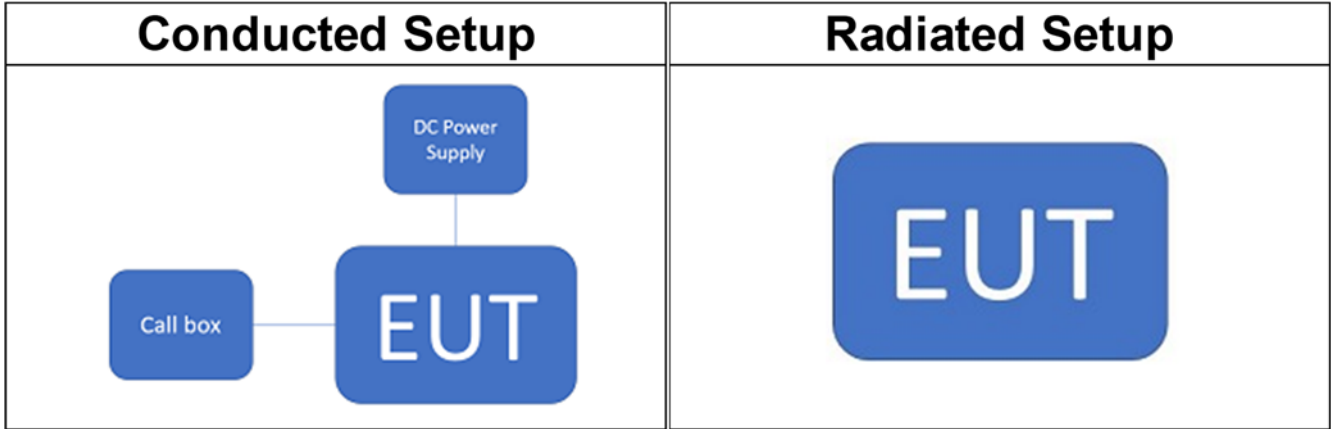 Conducted Setup
Radiated Setup
DC Power
Supply
Call box
EUT
EUT